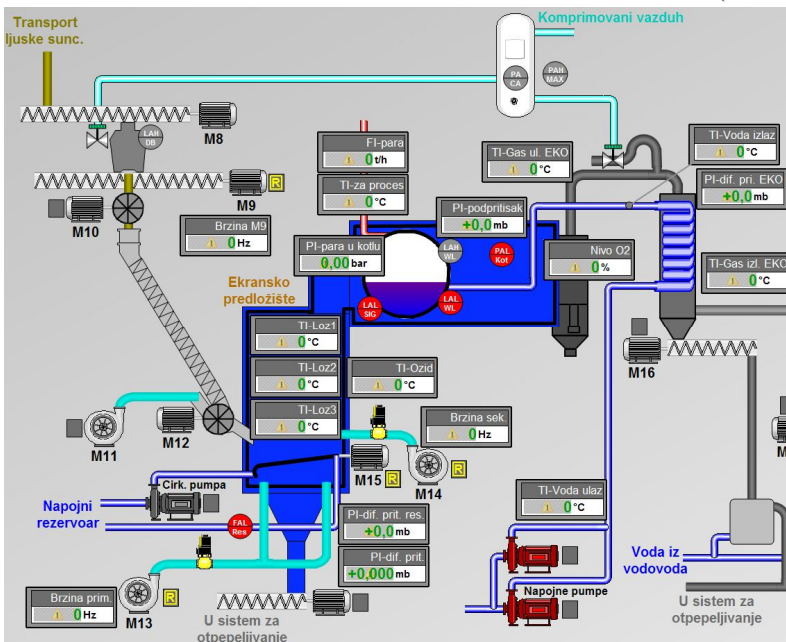 Transport
ljuske sunc.
Komprimovani vazduh
PA
CA
PAH
MAX
LAH
DB
M8
M9
R
M10
Brzina M9
0 Hz
FI-para
0 t/h
TI-za proces
0 °C
PI-para u kotlu
0,00 bar
PI-podpritisak
+0,0 mb
TI-Gas ul. EKO
0 °C
TI-Voda izlaz
0 °C
PI-dif. pri. EKO
+0,0 mb
TI-Gas izl. EKO
0 °C
Nivo O2
0 %
LAH
WL
PAL
Kot
LAL
SIG
LAL
WL
Ekransko
predložište
TI-Loz1
0 °C
TI-Loz2
0 °C
TI-Loz3
0 °C
TI-Ozid
0 °C
M16
M11
M12
Brzina sek
0 Hz
M15
R
M14
R
Cirk. pumpa
Napojni
rezervoar
FAL
Res
PI-dif. prit. res.
+0,0 mb
PI-dif. prit.
+0,000 mb
TI-Voda ulaz
0 °C
M
Voda iz
vodovoda
Brzina prim.
0 Hz
M13
R
Napojne pumpe
U sistem za
otpepeljivanje
U sistem za
otpepeljivanje